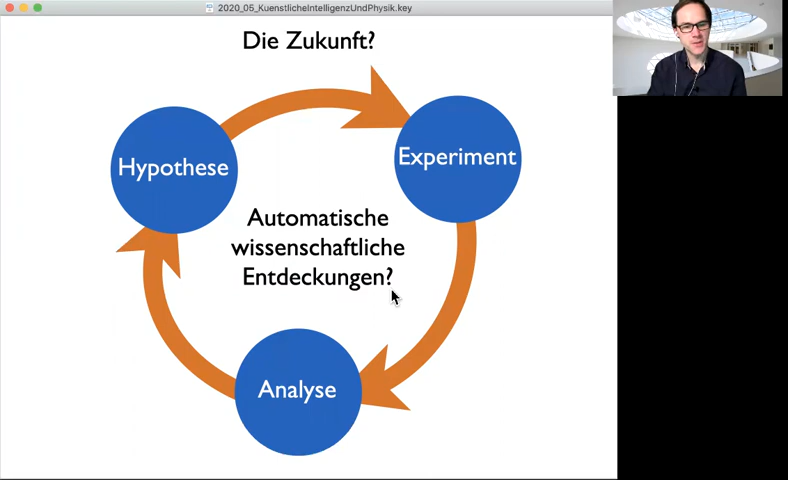 2020_05_KuenstlicheIntelligenzUndPhysik.key
Die Zukunft?
Hypothese
Experiment
Automatische
wissenschaftliche
Entdeckungen?
Analyse